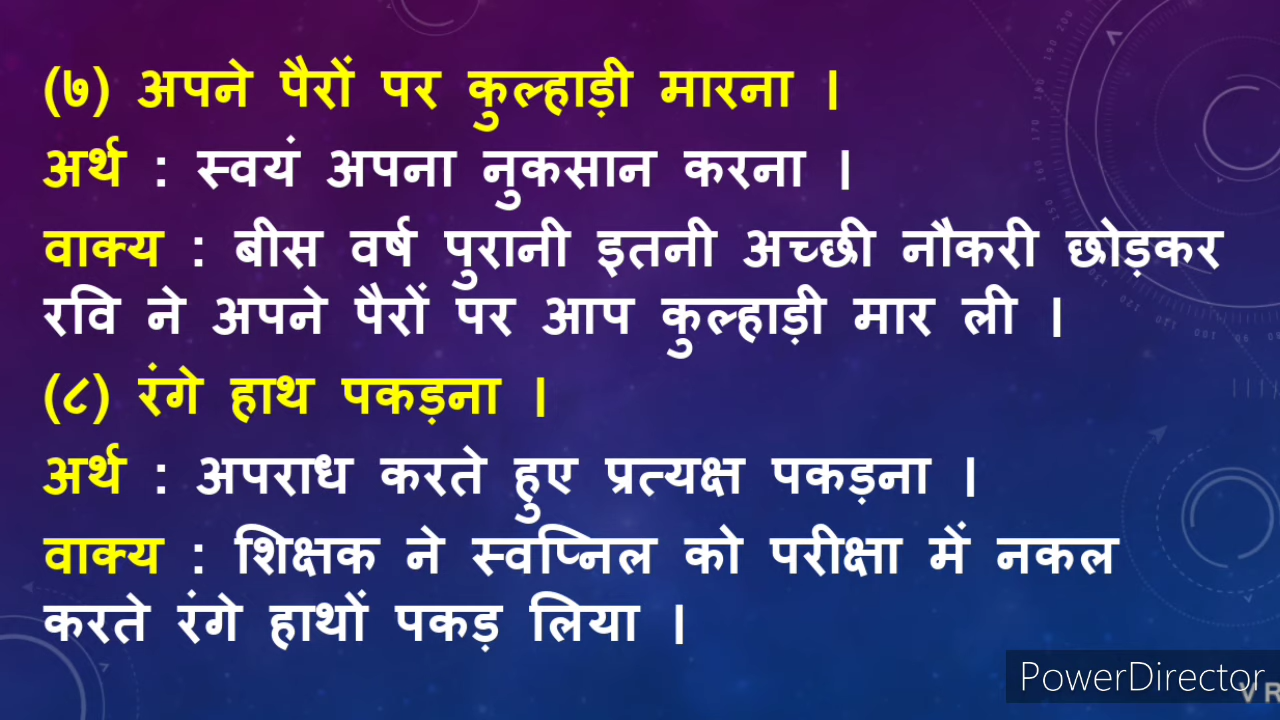 (७) अपने पैरों पर कुल्हाड़ी मारना ।
अर्थ : स्वयं अपना नुकसान करना ।
वाक्य : बीस वर्ष पुरानी इतनी अच्छी नौकरी छोड़कर
रवि ने अपने पैरों पर आप कुल्हाड़ी मार ली ।
(८) रंगे हाथ पकड़ना ।
अर्थ : अपराध करते हुए प्रत्यक्ष पकड़ना ।
वाक्य : शिक्षक ने स्वप्निल को परीक्षा में नकल
करते रंगे हाथों पकड़ लिया ।
PowerDirector